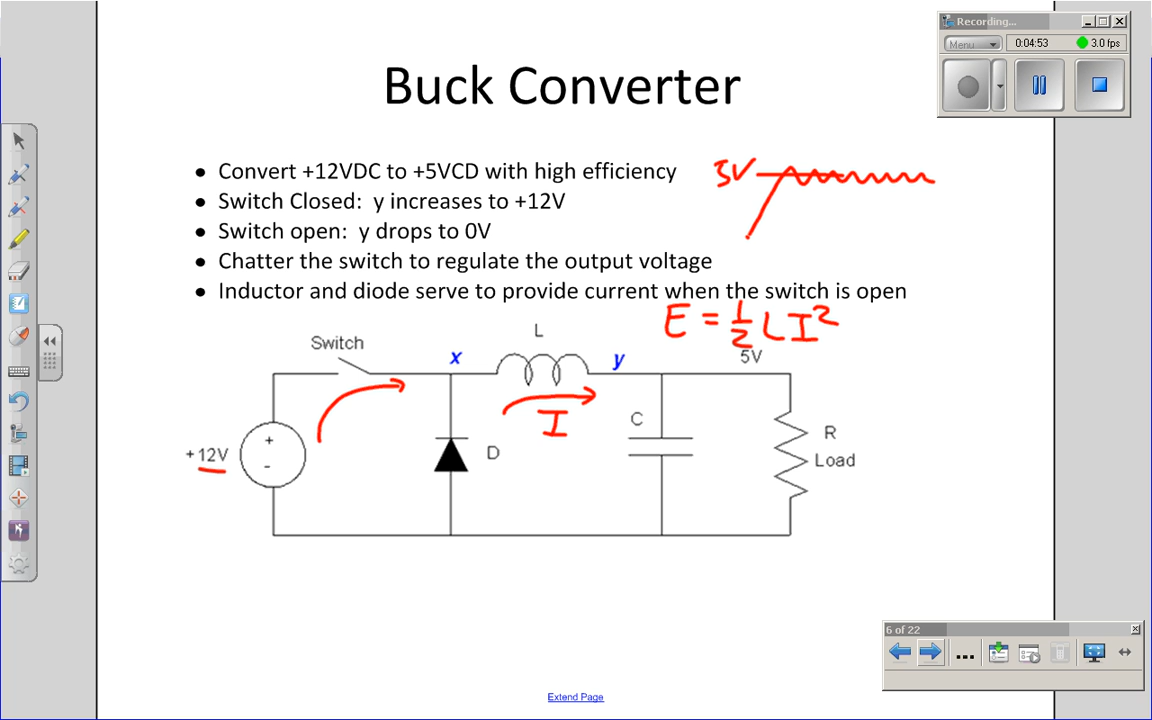 Recording...
Menu
0:04:53
3.0 fps
Buck Converter
• Convert +12VDC to +5VCD with high efficiency
5V
• Switch Closed:  y increases to +12V
• Switch open:  y drops to 0V
• Chatter the switch to regulate the output voltage
• Inductor and diode serve to provide current when the switch is open
E = 1/2 L I²
Switch
x
L
y
5V
I
C
+12V
+
-
D
R
Load
6 of 22
...
Extend Page